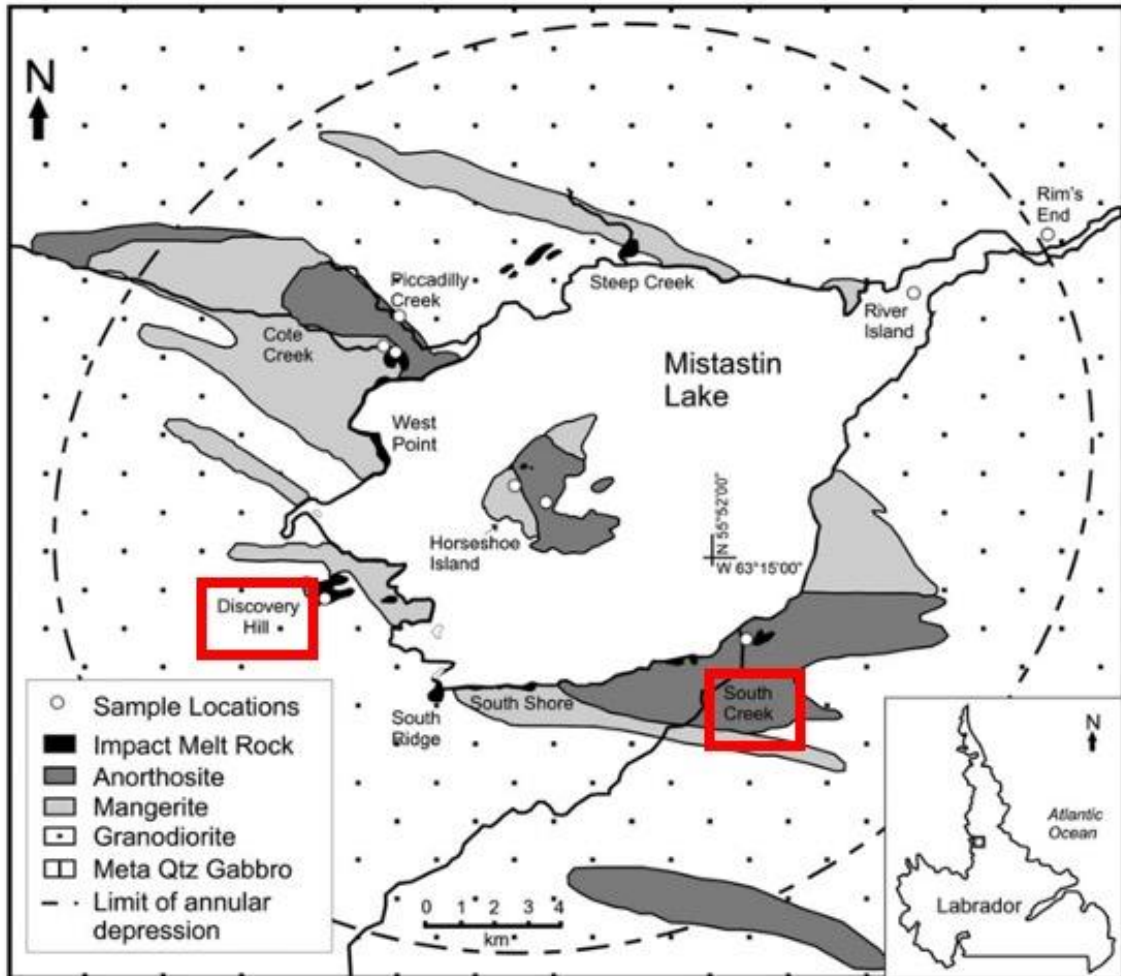 N
Rim's
End
Piccadilly
Creek
Steep Creek
River
Island
Cote
Creek
Mistastin
Lake
West
Point
N 55°52'00"
W 63°15'00"
Horseshoe
Island
Discovery
Hill
South
Creek
South Shore
South
Ridge
Sample Locations
Impact Melt Rock
Anorthosite
Mangerite
Granodiorite
Meta Qtz Gabbro
Limit of annular
depression
0 1 2 3 4
km
N
Atlantic
Ocean
Labrador